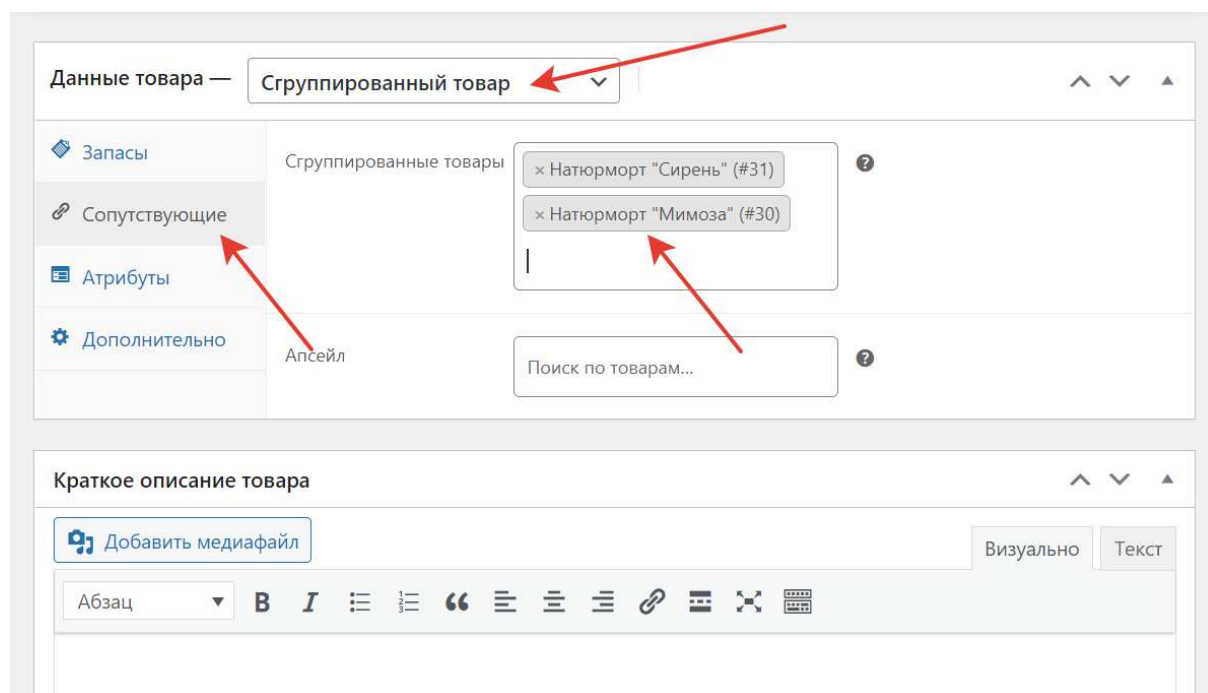 Данные товара — Сгруппированный товар
Запасы
Сопутствующие
Атрибуты
Дополнительно
Сгруппированные товары
× Натюрморт "Сирень" (#31)
× Натюрморт "Мимоза" (#30)
Апсейл
Поиск по товарам...
Краткое описание товара
Добавить медиафайл
Визуально Текст
Абзац